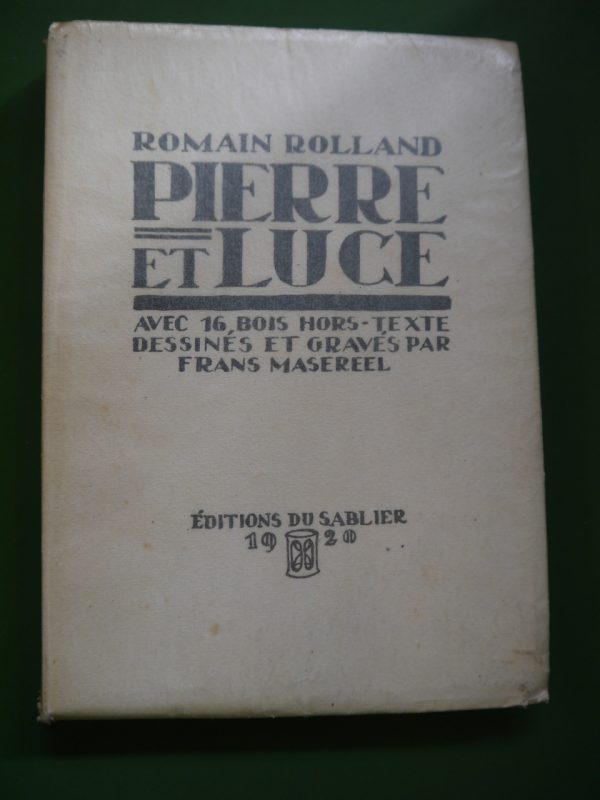 ROMAIN ROLLAND
PIERRE
ET LUCE
AVEC 16 BOIS HORS-TEXTE
DESSINÉS ET GRAVÉS PAR
FRANS MASEREEL
ÉDITIONS DU SABLIER
1920